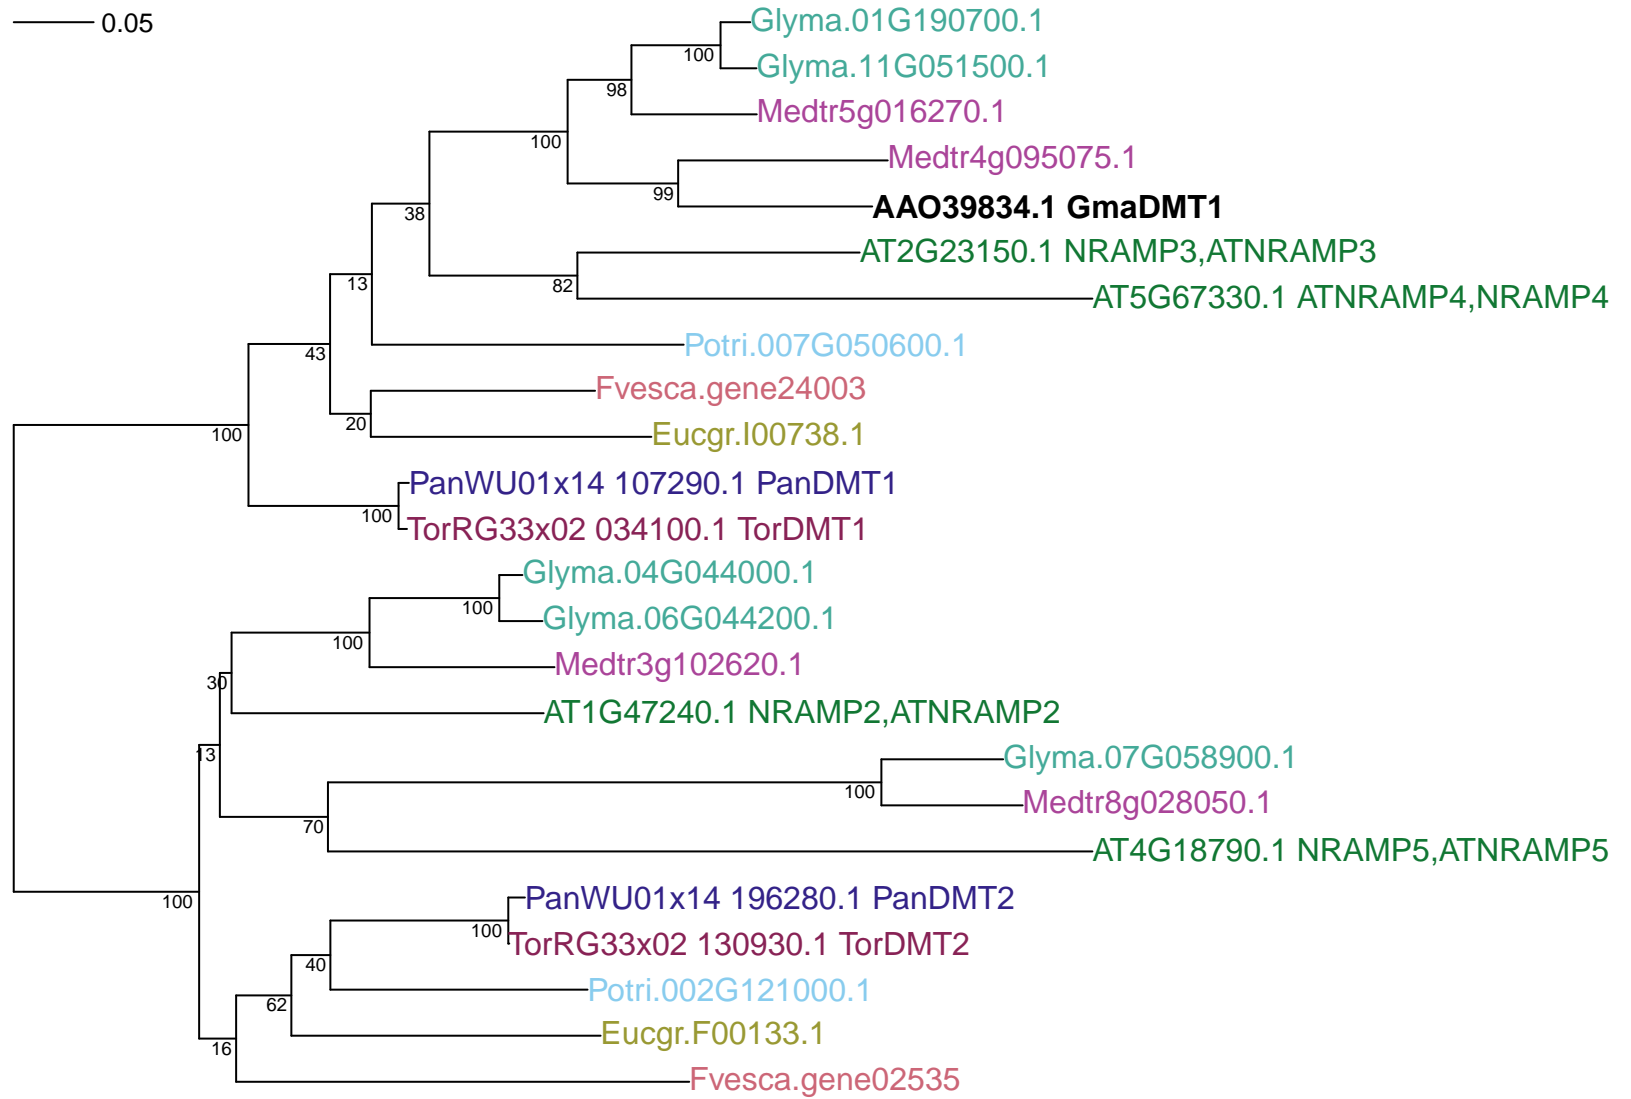 0.05
Glyma.01G190700.1
100
Glyma.11G051500.1
98
Medtr5g016270.1
100
Medtr4g095075.1
99
AAO39834.1 GmaDMT1
38
AT2G23150.1 NRAMP3,ATNRAMP3
82
13
AT5G67330.1 ATNRAMP4,NRAMP4
Potri.007G050600.1
43
Fvesca.gene24003
20
Eucgr.I00738.1
100
PanWU01x14 107290.1 PanDMT1
100
TorRG33x02 034100.1 TorDMT1
Glyma.04G044000.1
100
Glyma.06G044200.1
100
Medtr3g102620.1
30
AT1G47240.1 NRAMP2,ATNRAMP2
13
Glyma.07G058900.1
100
Medtr8g028050.1
70
AT4G18790.1 NRAMP5,ATNRAMP5
100
PanWU01x14 196280.1 PanDMT2
100
TorRG33x02 130930.1 TorDMT2
40
Potri.002G121000.1
62
Eucgr.F00133.1
16
Fvesca.gene02535